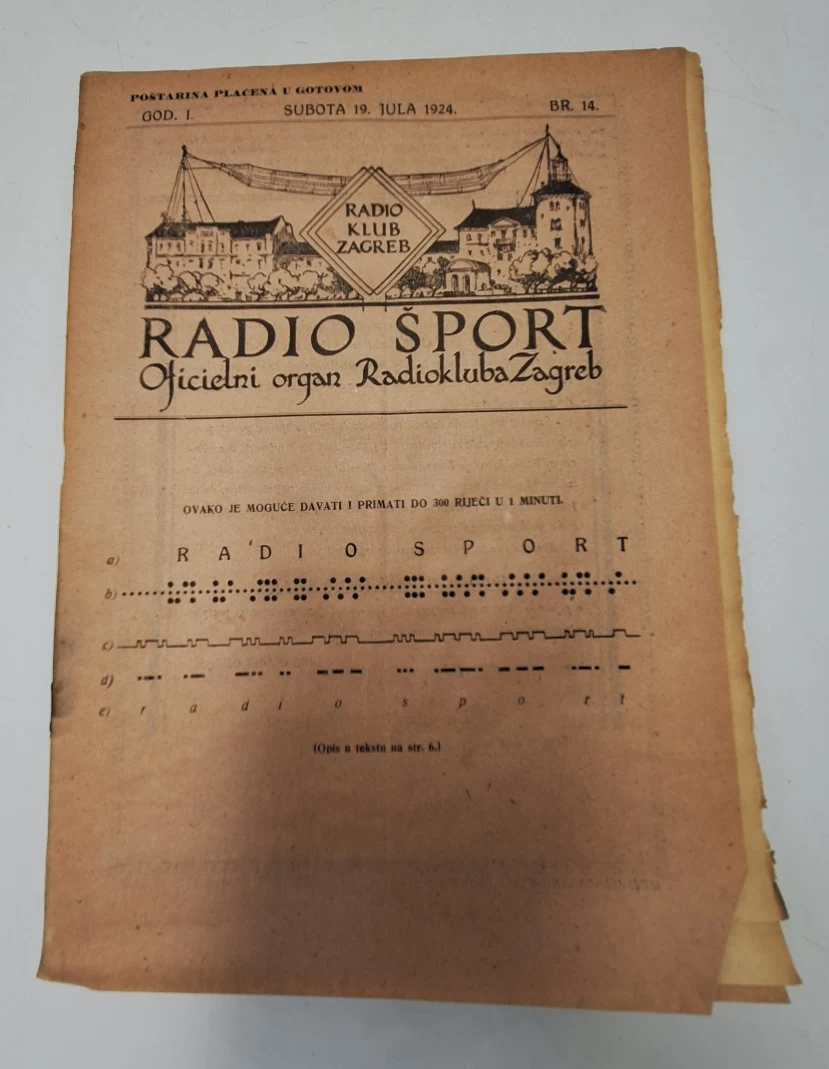 POŠTARINA PLAĆENA U GOTOVOM
GOD. I. SUBOTA 19. JULA 1924. BR. 14.
RADIO
KLUB
ZAGREB
RADIO ŠPORT
Oficielni organ Radiokluba Zagreb
OVAKO JE MOGUĆE DAVATI I PRIMATI DO 300 RIJEČI U 1 MINUTI.
a) R A D I O S P O R T
b)
c)
d)
e) r a d i o s p o r t
(Opis u tekstu na str. 6.)